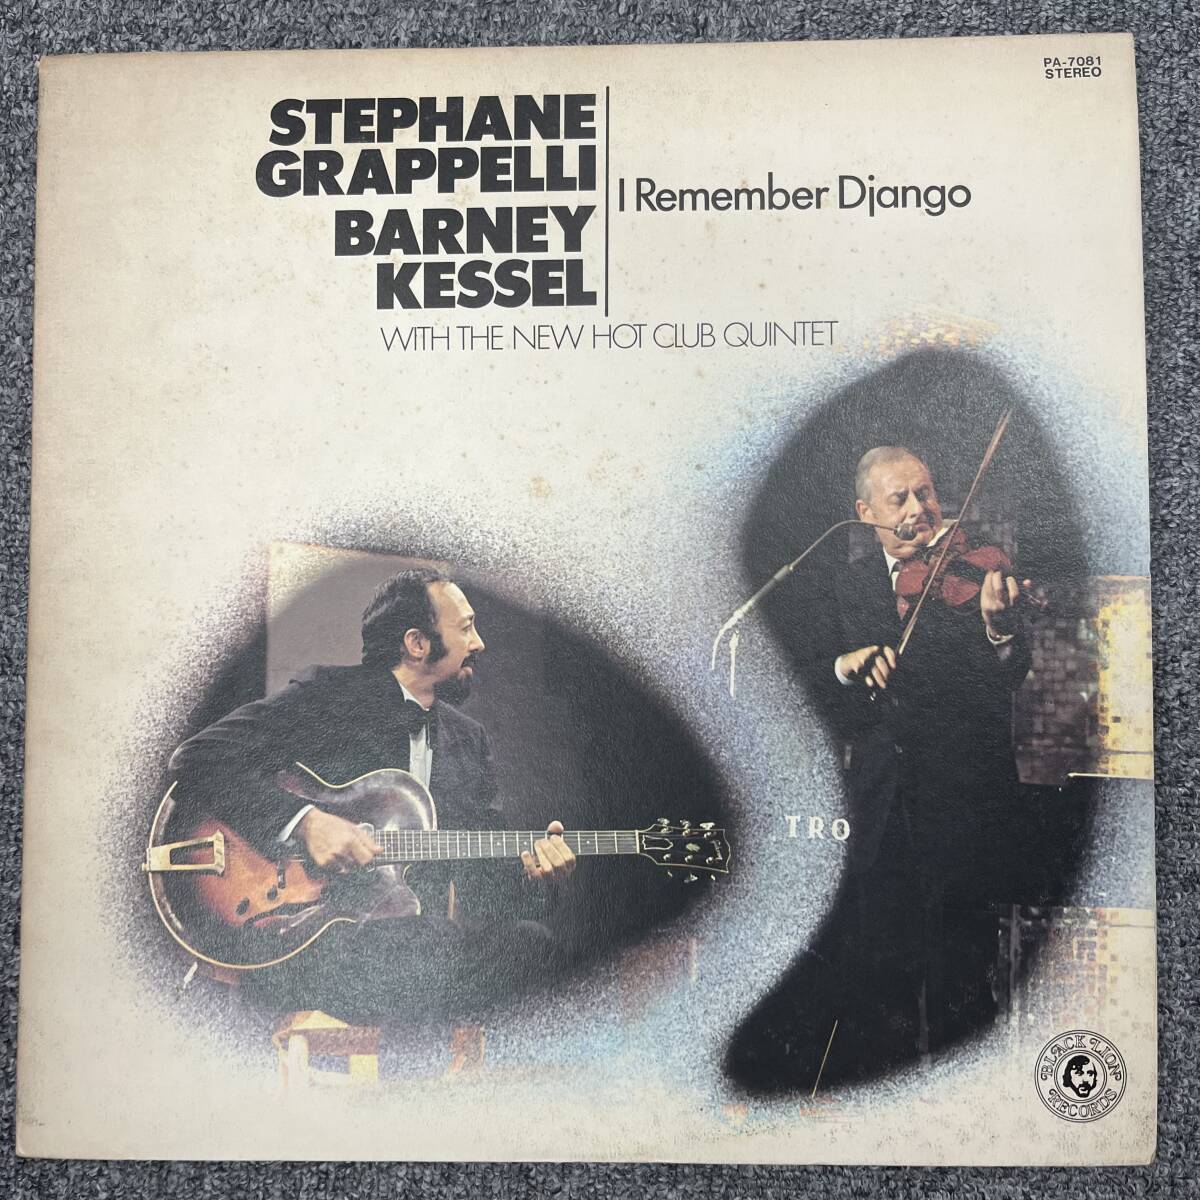 PA-7081
STEREO
STEPHANE
GRAPPELLI
BARNEY
KESSEL
I Remember Django
WITH THE NEW HOT CLUB QUINTET
TRO
BLACK LION
RECORDS